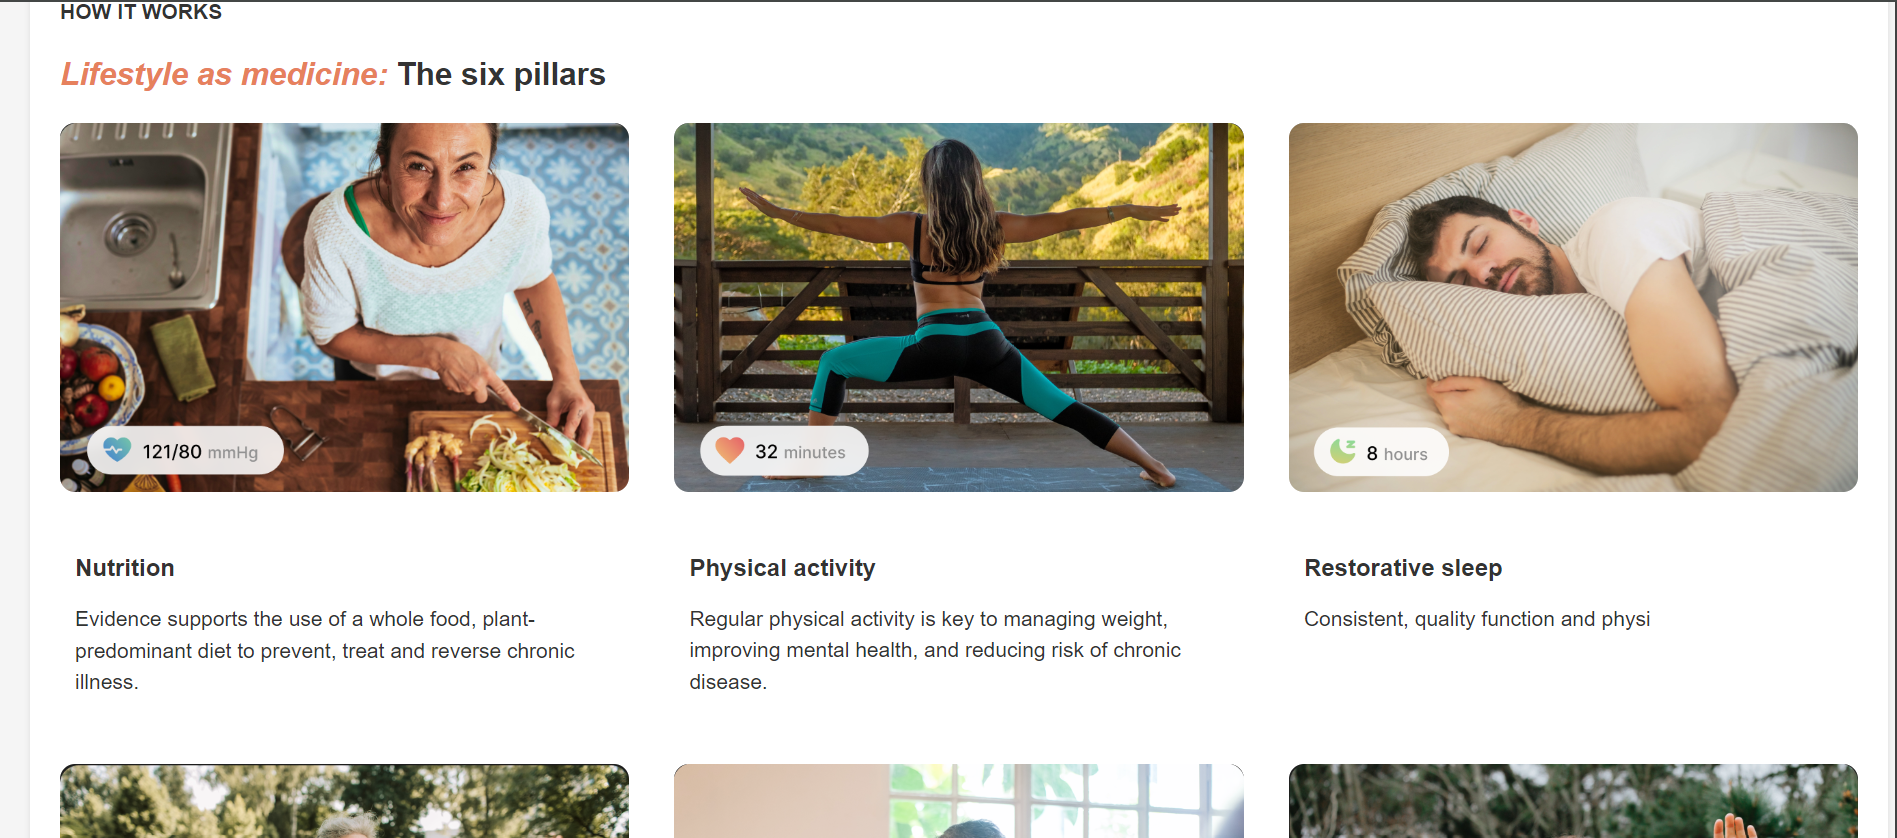 HOW IT WORKS
Lifestyle as medicine: The six pillars
121/80 mmHg
32 minutes
8 hours
Nutrition
Evidence supports the use of a whole food, plant-
predominant diet to prevent, treat and reverse chronic
illness.
Physical activity
Regular physical activity is key to managing weight,
improving mental health, and reducing risk of chronic
disease.
Restorative sleep
Consistent, quality function and physi